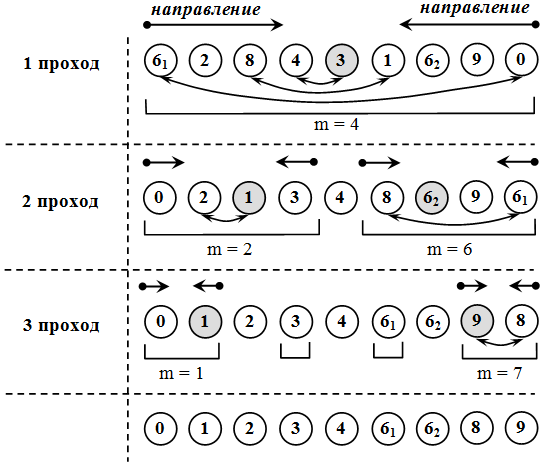 направление направление
1 проход 6₁ 2 8 4 3 1 6₂ 9 0
m = 4
2 проход 0 2 1 3 4 8 6₂ 9 6₁
m = 2 m = 6
3 проход 0 1 2 3 4 6₁ 6₂ 9 8
m = 1 m = 7
0 1 2 3 4 6₁ 6₂ 8 9